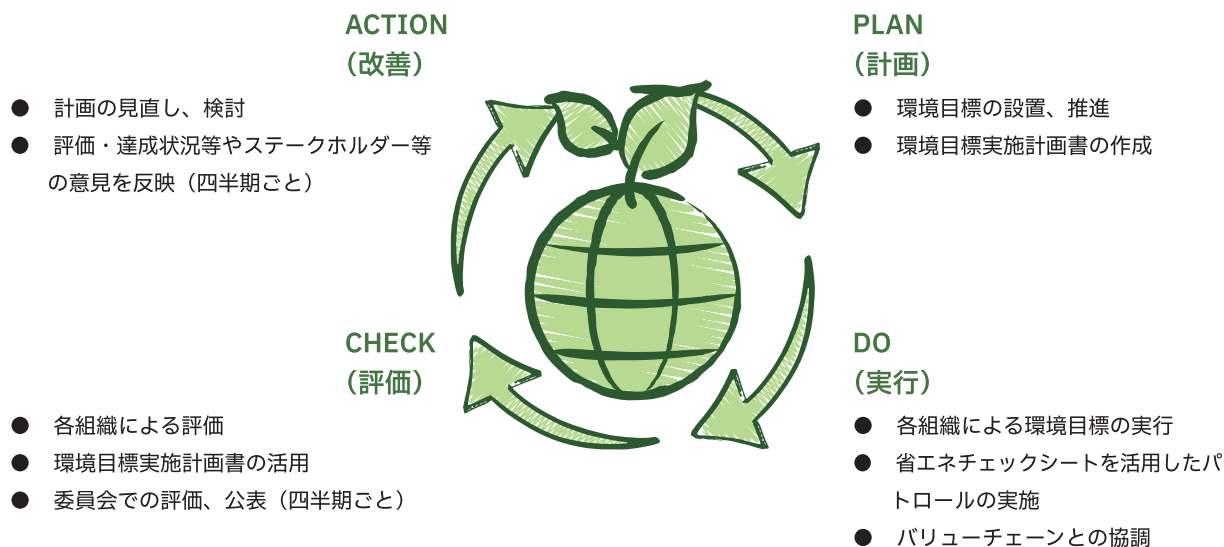 ACTION
（改善）
● 計画の見直し、検討
● 評価・達成状況等やステークホルダー等
の意見を反映（四半期ごと）
PLAN
（計画）
● 環境目標の設置、推進
● 環境目標実施計画書の作成
CHECK
（評価）
● 各組織による評価
● 環境目標実施計画書の活用
● 委員会での評価、公表（四半期ごと）
DO
（実行）
● 各組織による環境目標の実行
● 省エネチェックシートを活用したパ
トロールの実施
● バリューチェーンとの協調